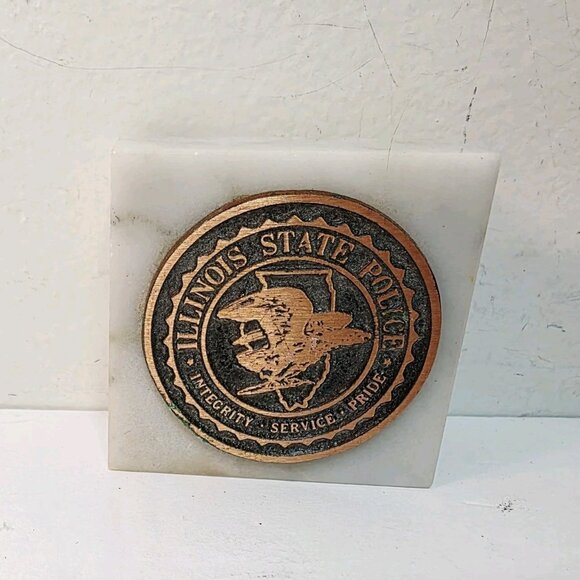 ILLINOIS STATE POLICE
INTEGRITY · SERVICE · PRIDE